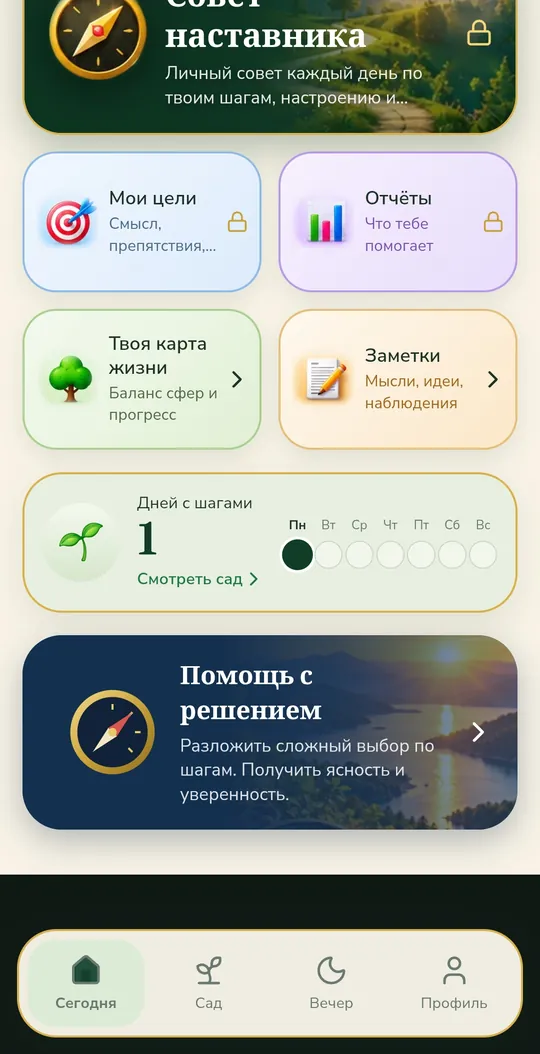 Совет
наставника
Личный совет каждый день по
твоим шагам, настроению и...
Мои цели
Смысл,
препятствия,...
Отчёты
Что тебе
помогает
Твоя карта
жизни
Баланс сфер и
прогресс
Заметки
Мысли, идеи,
наблюдения
Дней с шагами
1
Смотреть сад
Пн Вт Ср Чт Пт Сб Вс
Помощь с
решением
Разложить сложный выбор по
шагам. Получить ясность и
уверенность.
Сегодня
Сад
Вечер
Профиль